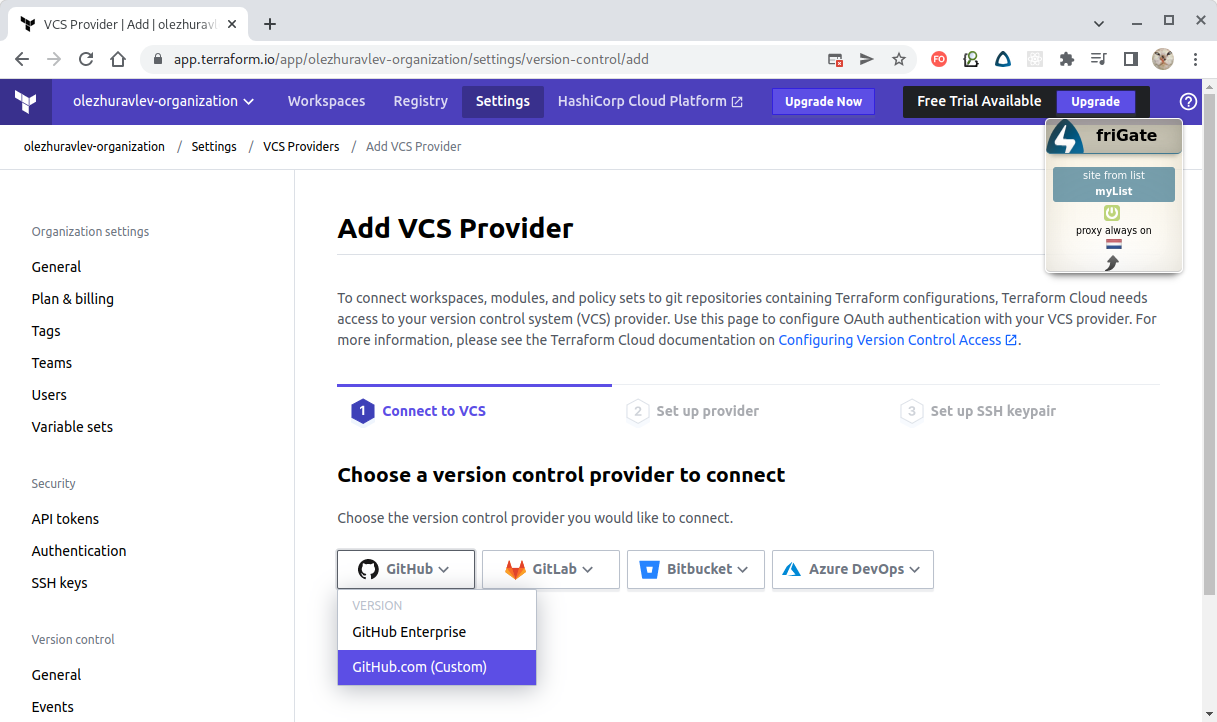 VCS Provider | Add | olezhuravl
app.terraform.io/app/olezhuravlev-organization/settings/version-control/add
FO
olezhuravlev-organization
Workspaces
Registry
Settings
HashiCorp Cloud Platform
Upgrade Now
Free Trial Available
Upgrade
?
olezhuravlev-organization / Settings / VCS Providers / Add VCS Provider
friGate
site from list
myList
proxy always on
Organization settings
General
Plan & billing
Tags
Teams
Users
Variable sets
Security
API tokens
Authentication
SSH keys
Version control
General
Events
Add VCS Provider
To connect workspaces, modules, and policy sets to git repositories containing Terraform configurations, Terraform Cloud needs
access to your version control system (VCS) provider. Use this page to configure OAuth authentication with your VCS provider. For
more information, please see the Terraform Cloud documentation on Configuring Version Control Access.
1 Connect to VCS
2 Set up provider
3 Set up SSH keypair
Choose a version control provider to connect
Choose the version control provider you would like to connect.
GitHub
GitLab
Bitbucket
Azure DevOps
VERSION
GitHub Enterprise
GitHub.com (Custom)